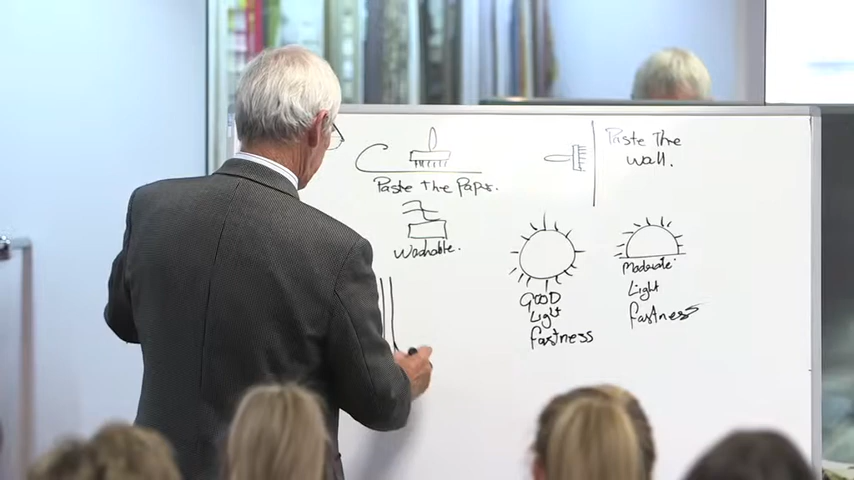 Paste The Paper.
Paste The
wall.
Washable.
Good
Light
fastness
Moderate
Light
fastness